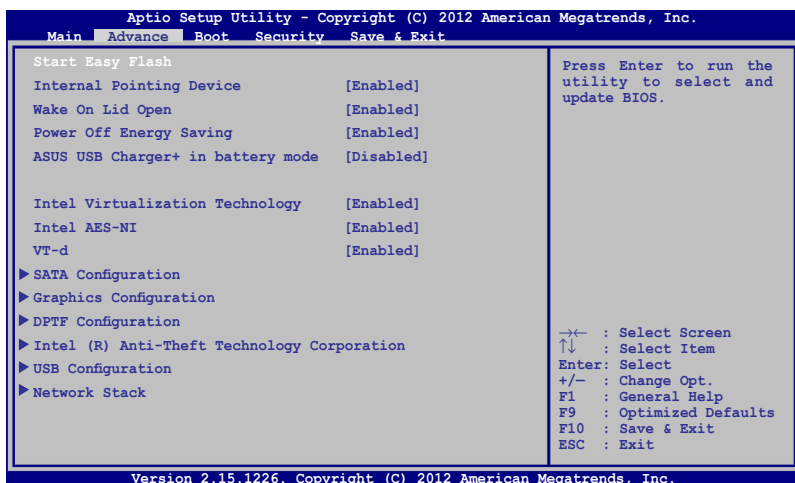 Aptio Setup Utility - Copyright (C) 2012 American Megatrends, Inc.
Main Advance Boot Security Save & Exit
Start Easy Flash
Internal Pointing Device [Enabled]
Wake On Lid Open [Enabled]
Power Off Energy Saving [Enabled]
ASUS USB Charger+ in battery mode [Disabled]
Intel Virtualization Technology [Enabled]
Intel AES-NI [Enabled]
VT-d [Enabled]
SATA Configuration
Graphics Configuration
DPTF Configuration
Intel (R) Anti-Theft Technology Corporation
USB Configuration
Network Stack
Press Enter to run the
utility to select and
update BIOS.
→← : Select Screen
↑↓ : Select Item
Enter: Select
+/— : Change Opt.
F1 : General Help
F9 : Optimized Defaults
F10 : Save & Exit
ESC : Exit
Version 2.15.1226. Copyright (C) 2012 American Megatrends, Inc.